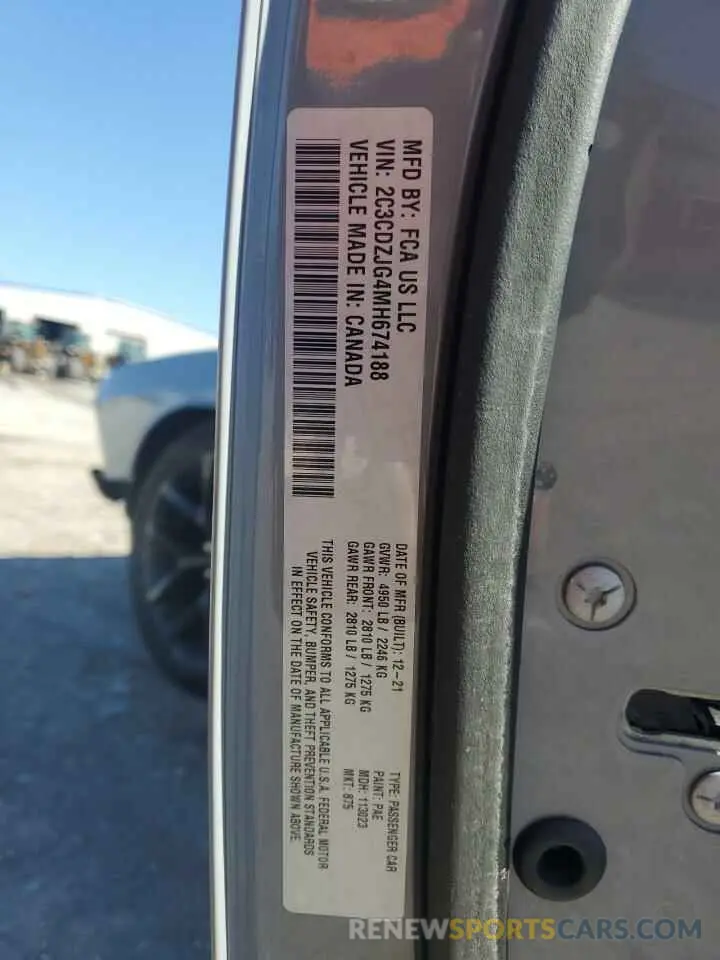 MFD BY: FCA US LLC
VIN: 2C3CDZJG4MH674188
VEHICLE MADE IN: CANADA
DATE OF MFR (BUILT): 12-21
GVWR: 4950 LB / 2246 KG
GAWR FRONT: 2810 LB / 1275 KG
GAWR REAR: 2810 LB / 1275 KG
TYPE: PASSENGER CAR
PAINT: PAE
MDH: 113023
MKT: 875
THIS VEHICLE CONFORMS TO ALL APPLICABLE U.S.A. FEDERAL MOTOR
VEHICLE SAFETY, BUMPER, AND THEFT PREVENTION STANDARDS
IN EFFECT ON THE DATE OF MANUFACTURE SHOWN ABOVE.
RENEWSPORTSCARS.COM